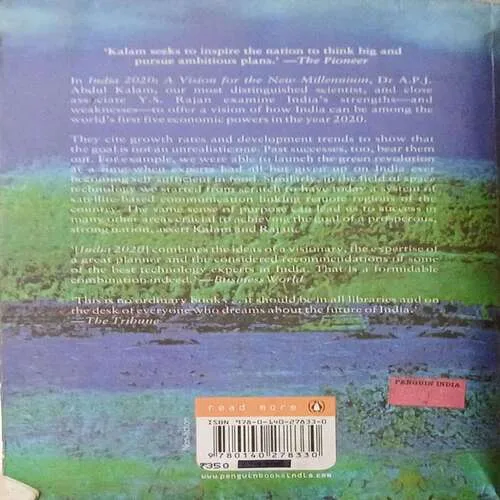 'Kalam seeks to inspire the nation to think big and
pursue ambitious plans.' —The Pioneer
In India 2020: A Vision for the New Millennium, Dr A.P.J.
Abdul Kalam, our most distinguished scientist, and close
associate Y.S. Rajan examine India's strengths—and
weaknesses—to offer a vision of how India can be among the
world's first five economic powers in the year 2020.
They cite growth rates and development trends to show that
the goal is not an unrealistic one. Past successes, too, bear them
out. For example, we were able to launch the green revolution
at a time when experts had all but given up on India ever
becoming self-sufficient in food. Similarly, in the field of space
technology we started from scratch to have today a system of
satellite-based communication linking remote regions of the
country. The same sense of purpose can lead us to success in
many other areas crucial to achieving the goal of a prosperous,
strong nation, assert Kalam and Rajan.
'[India 2020] combines the ideas of a visionary, the expertise of
a great planner and the considered recommendations of some
of the best technology experts in India. That is a formidable
combination indeed.' —Business World
'This is no ordinary book . . . it should be in all libraries and on
the desk of everyone who dreams about the future of India.'
—The Tribune
PENGUIN INDIA
read more
Non-fiction
ISBN 978-0-140-27833-0
9 780140 278330
₹350
www.penguinbooksindia.com